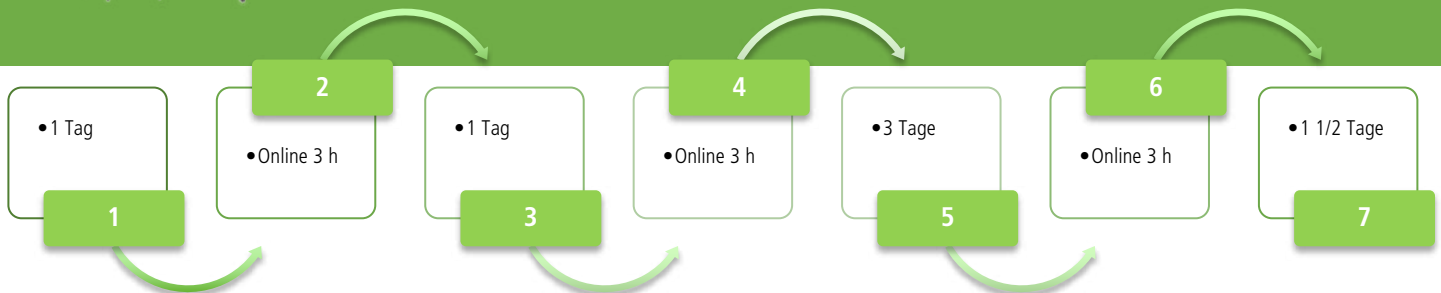 • 1 Tag
1
2
• Online 3 h
• 1 Tag
3
4
• Online 3 h
• 3 Tage
5
6
• Online 3 h
• 1 1/2 Tage
7